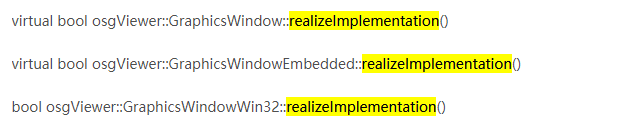 virtual bool osgViewer::GraphicsWindow::realizeImplementation()
virtual bool osgViewer::GraphicsWindowEmbedded::realizeImplementation()
bool osgViewer::GraphicsWindowWin32::realizeImplementation()